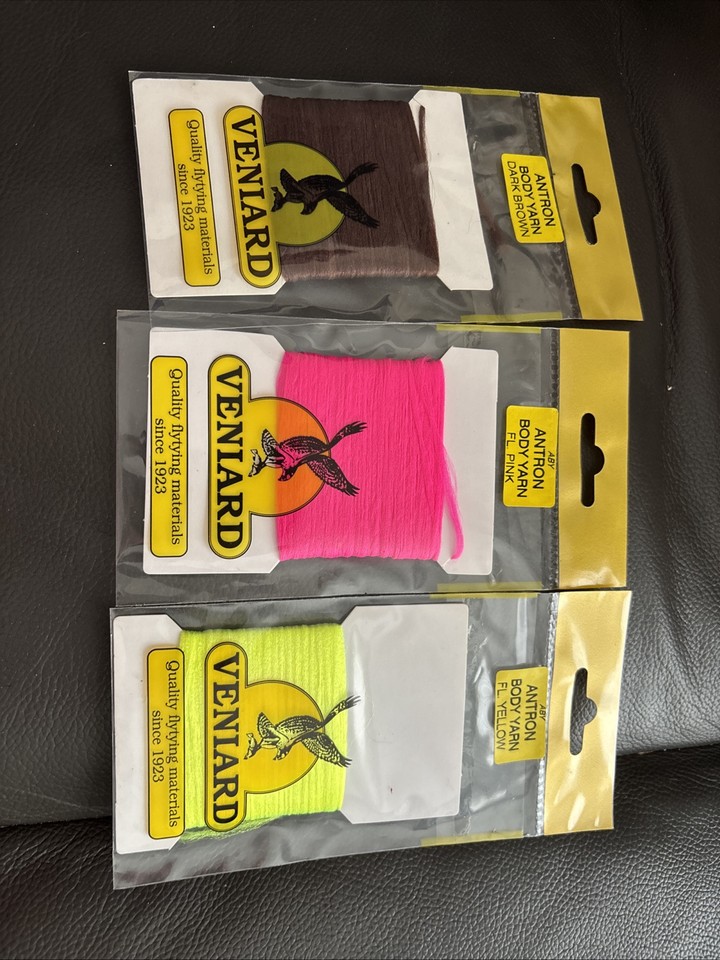 VENIARD
Quality flytying materials
since 1923
ANTRON
BODY YARN
DARK BROWN
VENIARD
Quality flytying materials
since 1923
ABY
ANTRON
BODY YARN
FL. PINK
VENIARD
Quality flytying materials
since 1923
ABY
ANTRON
BODY YARN
FL. YELLOW